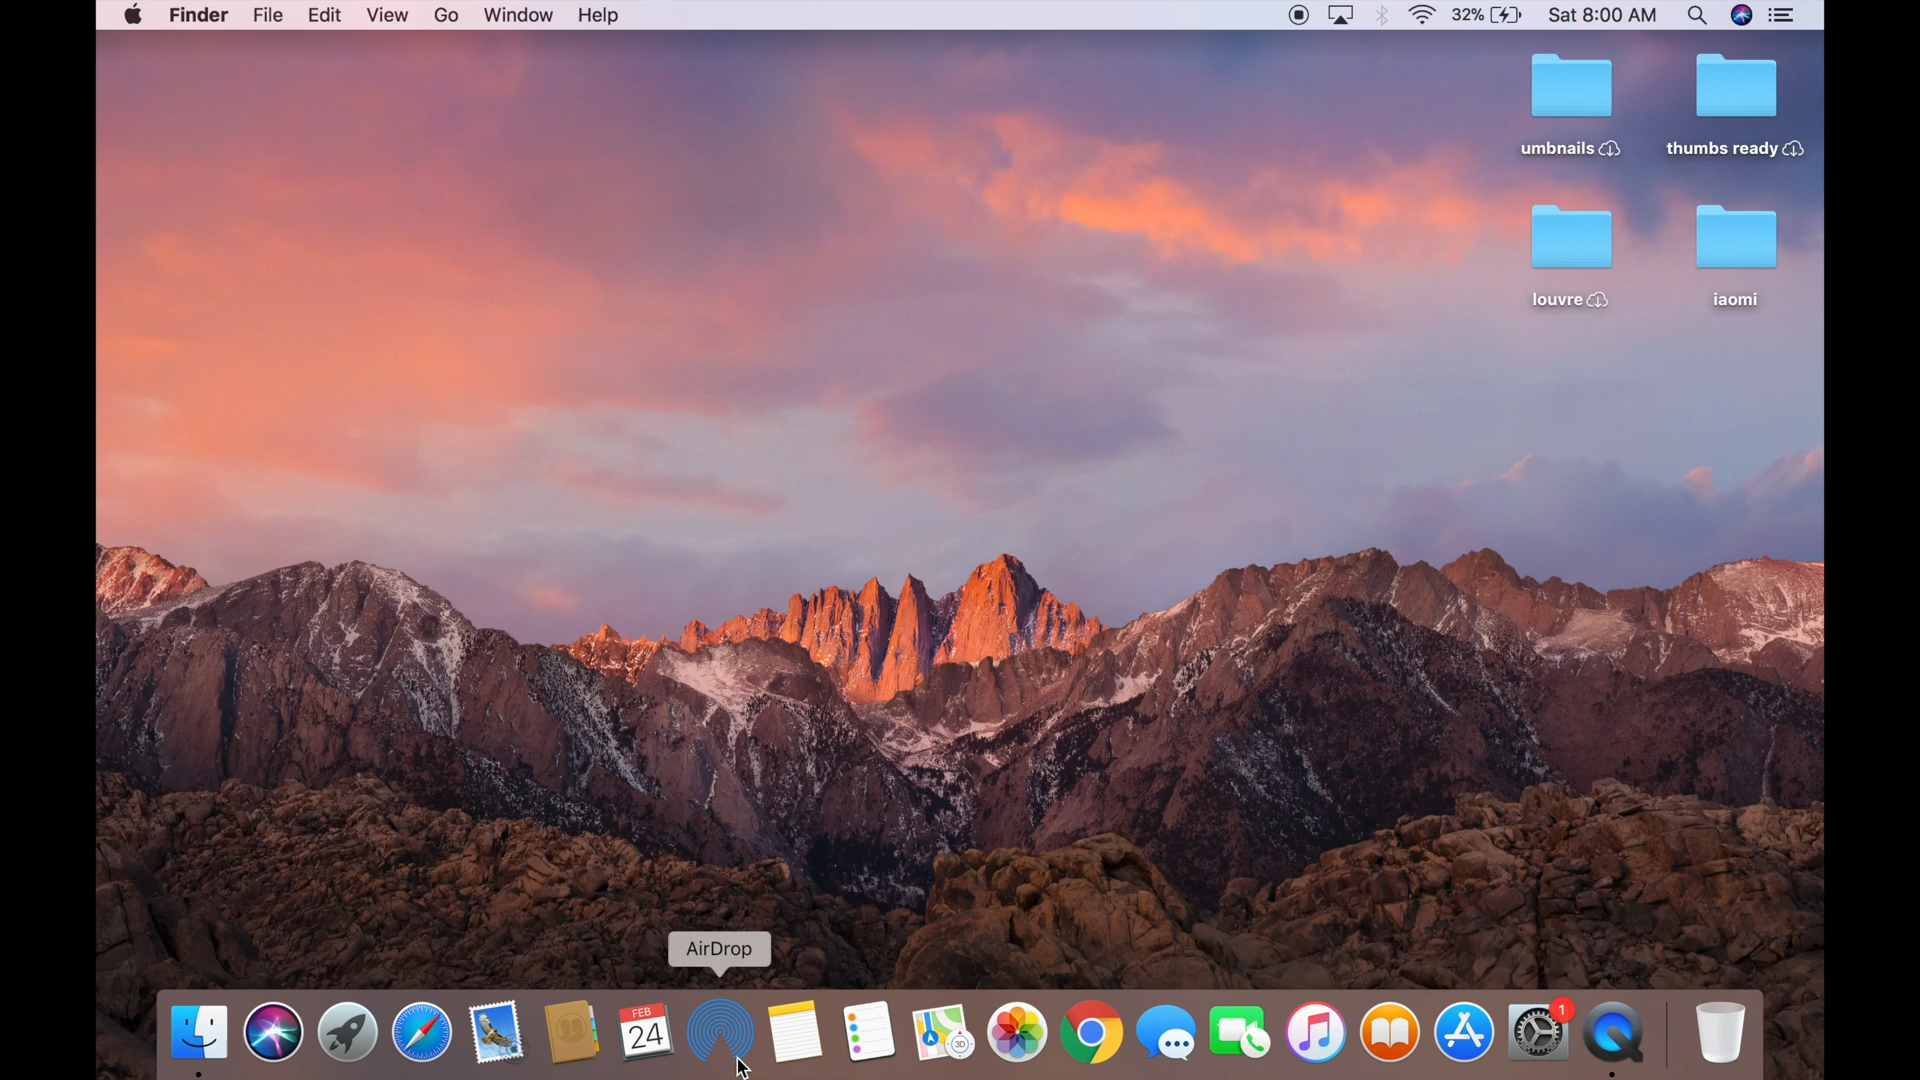 Finder File Edit View Go Window Help 32% Sat 8:00 AM
umbnails thumbs ready
louvre iaomi
AirDrop
FEB
24
3D
1